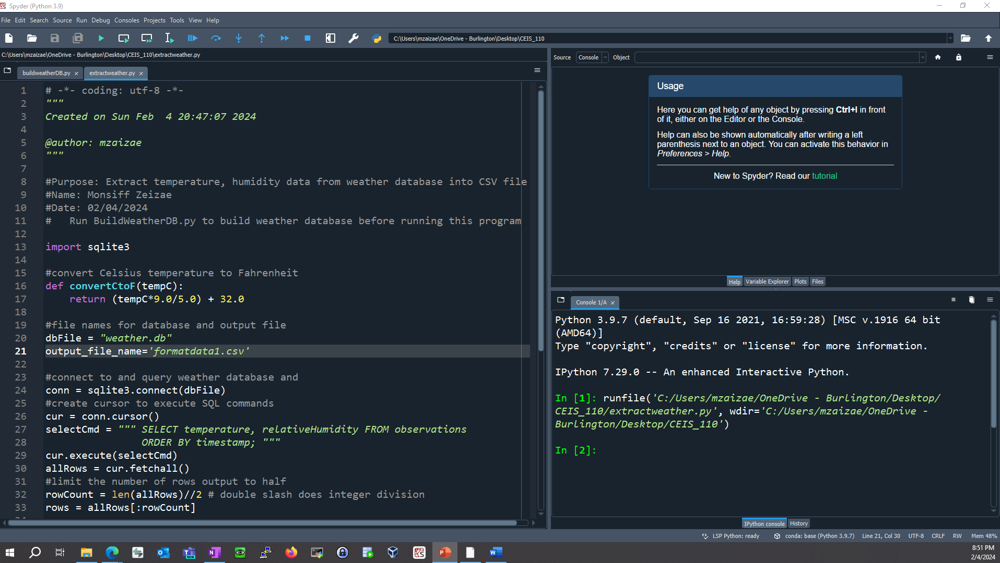 Spyder (Python 3.9)
File Edit Search Source Run Debug Consoles Projects Tools View Help
C:\Users\mzaizae\OneDrive - Burlington\Desktop\CEIS_110
C:\Users\mzaizae\OneDrive - Burlington\Desktop\CEIS_110\extractweather.py
buildweatherDB.py
extractweather.py
1 # -*- coding: utf-8 -*-
2 """
3 Created on Sun Feb  4 20:47:07 2024
4
5 @author: mzaizae
6 """
7
8 #Purpose: Extract temperature, humidity data from weather database into CSV file
9 #Name: Monsiff Zeizae
10 #Date: 02/04/2024
11 #   Run BuildWeatherDB.py to build weather database before running this program
12
13 import sqlite3
14
15 #convert Celsius temperature to Fahrenheit
16 def convertCtoF(tempC):
17     return (tempC*9.0/5.0) + 32.0
18
19 #file names for database and output file
20 dbFile = "weather.db"
21 output_file_name='formatdata1.csv'
22
23 #connect to and query weather database and
24 conn = sqlite3.connect(dbFile)
25 #create cursor to execute SQL commands
26 cur = conn.cursor()
27 selectCmd = """ SELECT temperature, relativeHumidity FROM observations
28                 ORDER BY timestamp; """
29 cur.execute(selectCmd)
30 allRows = cur.fetchall()
31 #limit the number of rows output to half
32 rowCount = len(allRows)//2 # double slash does integer division
33 rows = allRows[:rowCount]
Source Console Object
Usage
Here you can get help of any object by pressing Ctrl+I in front
of it, either on the Editor or the Console.
Help can also be shown automatically after writing a left
parenthesis next to an object. You can activate this behavior in
Preferences > Help.
New to Spyder? Read our tutorial
Help Variable Explorer Plots Files
Console 1/A
Python 3.9.7 (default, Sep 16 2021, 16:59:28) [MSC v.1916 64 bit
(AMD64)]
Type "copyright", "credits" or "license" for more information.
IPython 7.29.0 -- An enhanced Interactive Python.
In [1]: runfile('C:/Users/mzaizae/OneDrive - Burlington/Desktop/
CEIS_110/extractweather.py', wdir='C:/Users/mzaizae/OneDrive -
Burlington/Desktop/CEIS_110')
In [2]:
IPython console History
LSP Python: ready conda: base (Python 3.9.7) Line 21, Col 30 UTF-8 CRLF RW Mem 48%
8:51 PM
2/4/2024